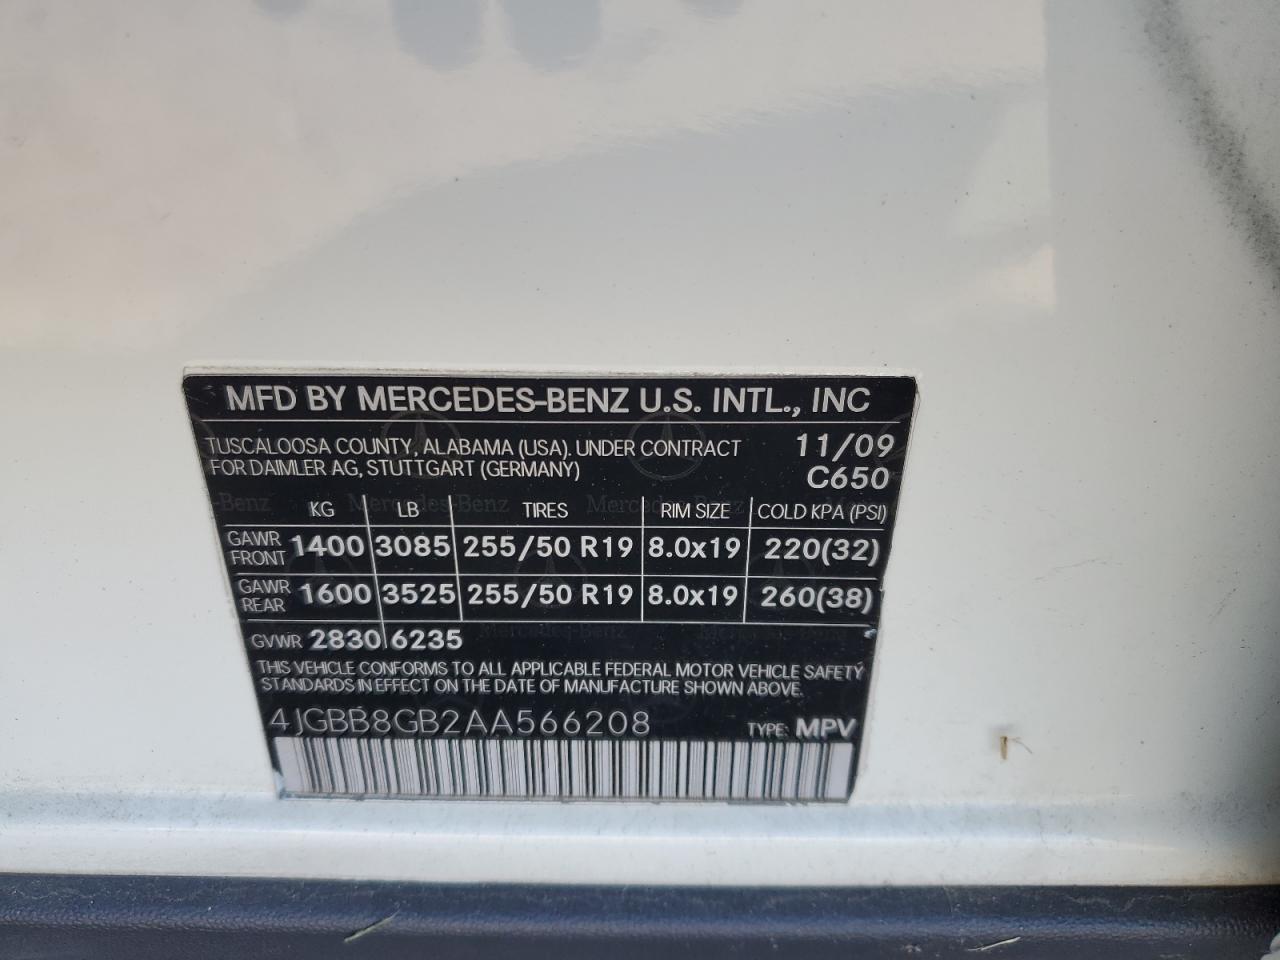 MFD BY MERCEDES-BENZ U.S. INTL., INC
TUSCALOOSA COUNTY, ALABAMA (USA). UNDER CONTRACT 11/09
FOR DAIMLER AG, STUTTGART (GERMANY) C650
KG LB TIRES RIM SIZE COLD KPA (PSI)
GAWR FRONT 1400 3085 255/50 R19 8.0x19 220(32)
GAWR REAR 1600 3525 255/50 R19 8.0x19 260(38)
GVWR 2830 6235
THIS VEHICLE CONFORMS TO ALL APPLICABLE FEDERAL MOTOR VEHICLE SAFETY
STANDARDS IN EFFECT ON THE DATE OF MANUFACTURE SHOWN ABOVE.
4JGBB8GB2AA566208 TYPE: MPV